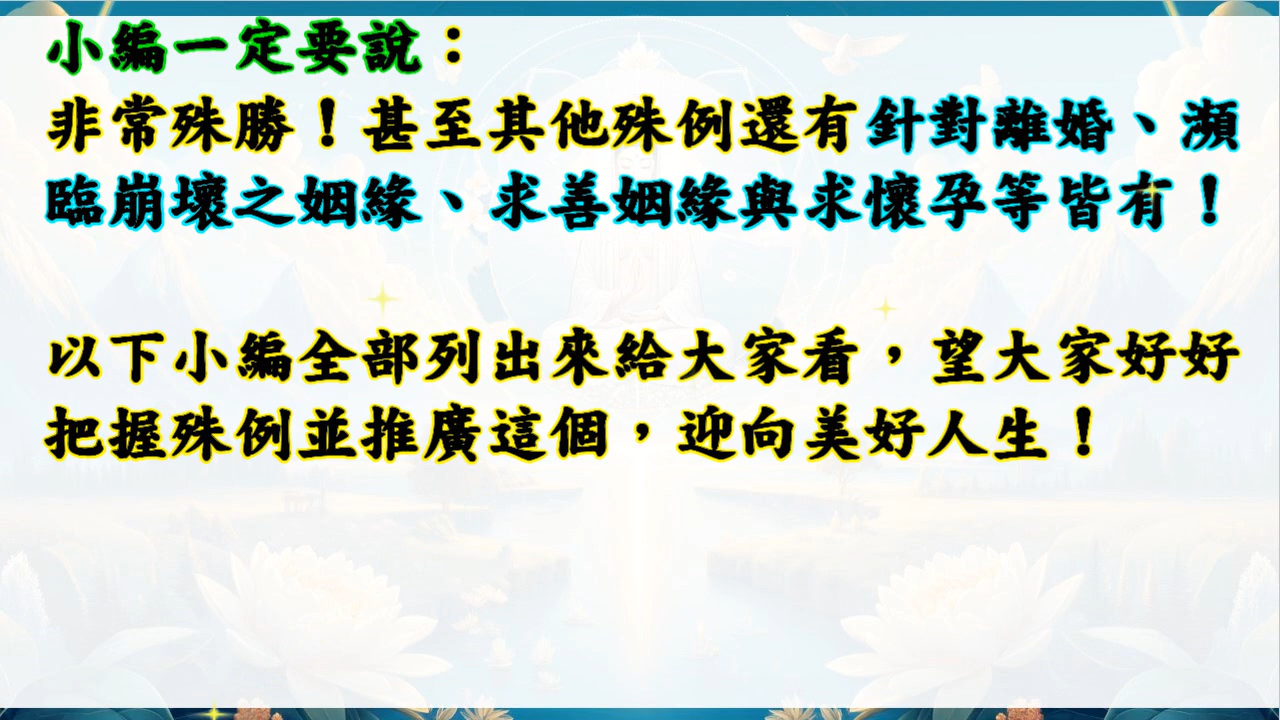 小編一定要說：
非常殊勝！甚至其他殊例還有針對離婚、瀕
臨崩壞之姻緣、求善姻緣與求懷孕等皆有！
以下小編全部列出來給大家看，望大家好好
把握殊例並推廣這個，迎向美好人生！